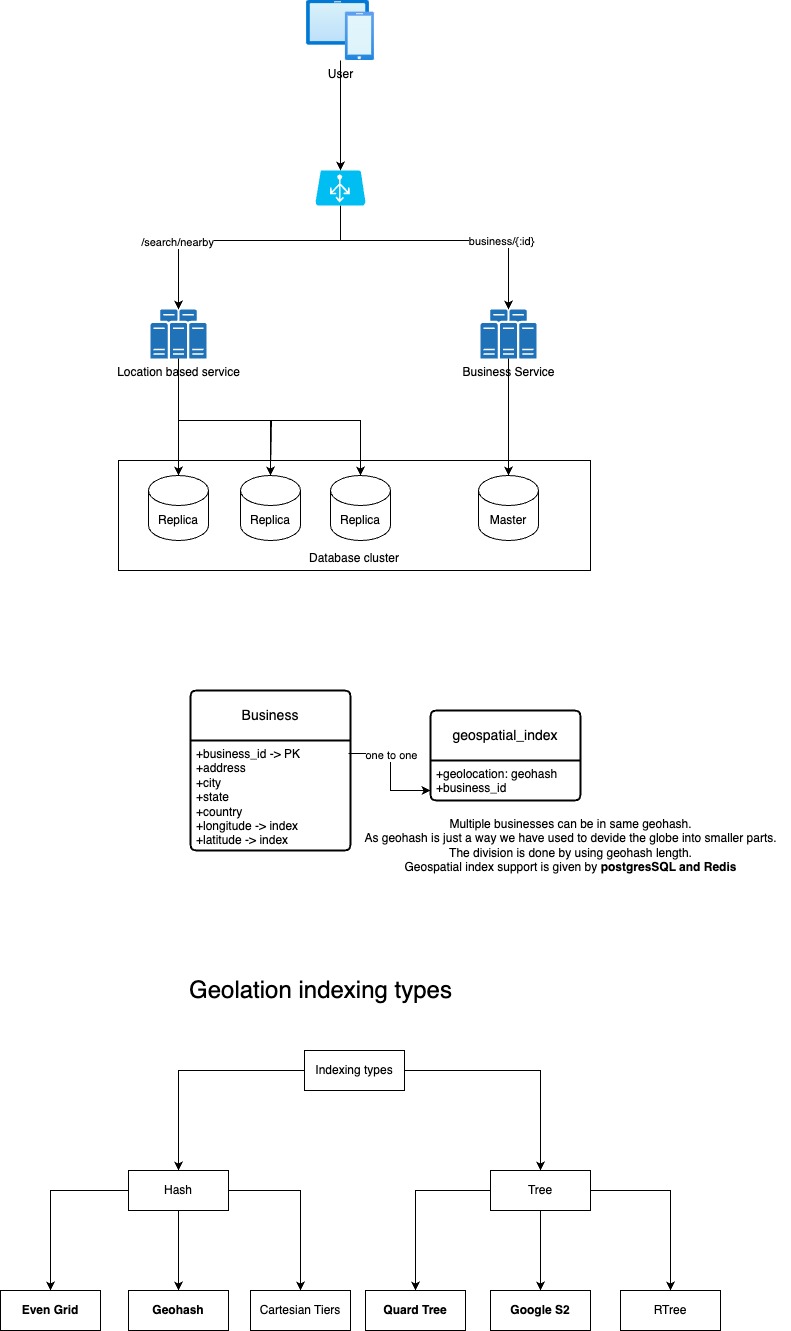 User
/search/nearby
business/{:id}
Location based service
Business Service
Replica
Replica
Replica
Master
Database cluster
Business
+business_id -> PK
+address
+city
+state
+country
+longitude -> index
+latitude -> index
one to one
geospatial_index
+geolocation: geohash
+business_id
Multiple businesses can be in same geohash.
As geohash is just a way we have used to devide the globe into smaller parts.
The division is done by using geohash length.
Geospatial index support is given by postgresSQL and Redis
Geolation indexing types
Indexing types
Hash
Tree
Even Grid
Geohash
Cartesian Tiers
Quard Tree
Google S2
RTree